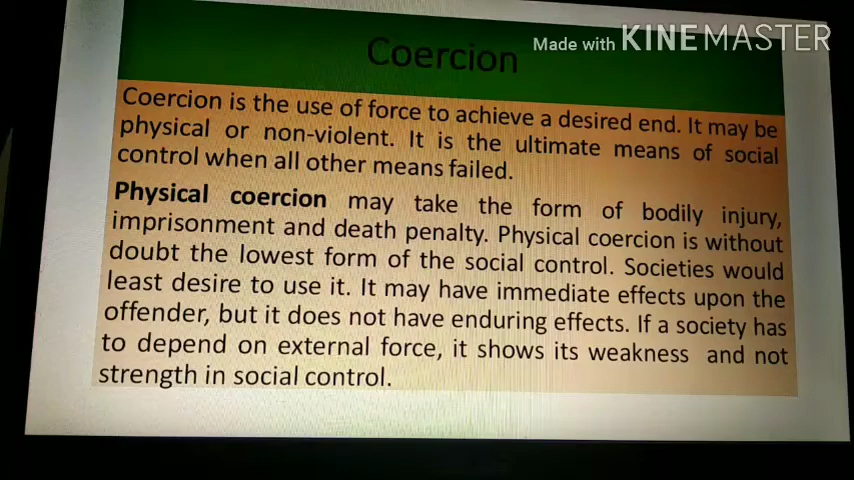 Coercion
Made with KINEMASTER
Coercion is the use of force to achieve a desired end. It may be
physical or non-violent. It is the ultimate means of social
control when all other means failed.
Physical coercion may take the form of bodily injury,
imprisonment and death penalty. Physical coercion is without
doubt the lowest form of the social control. Societies would
least desire to use it. It may have immediate effects upon the
offender, but it does not have enduring effects. If a society has
to depend on external force, it shows its weakness and not
strength in social control.